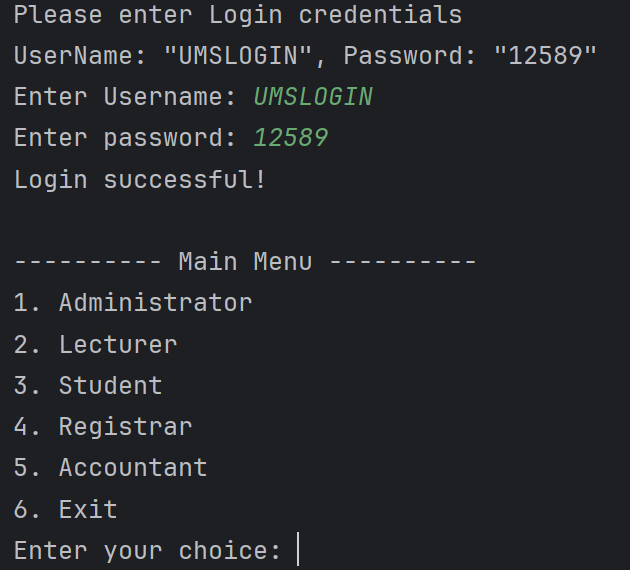 Please enter Login credentials
UserName: "UMSLOGIN", Password: "12589"
Enter Username: UMSLOGIN
Enter password: 12589
Login successful!
---------- Main Menu ----------
1. Administrator
2. Lecturer
3. Student
4. Registrar
5. Accountant
6. Exit
Enter your choice: